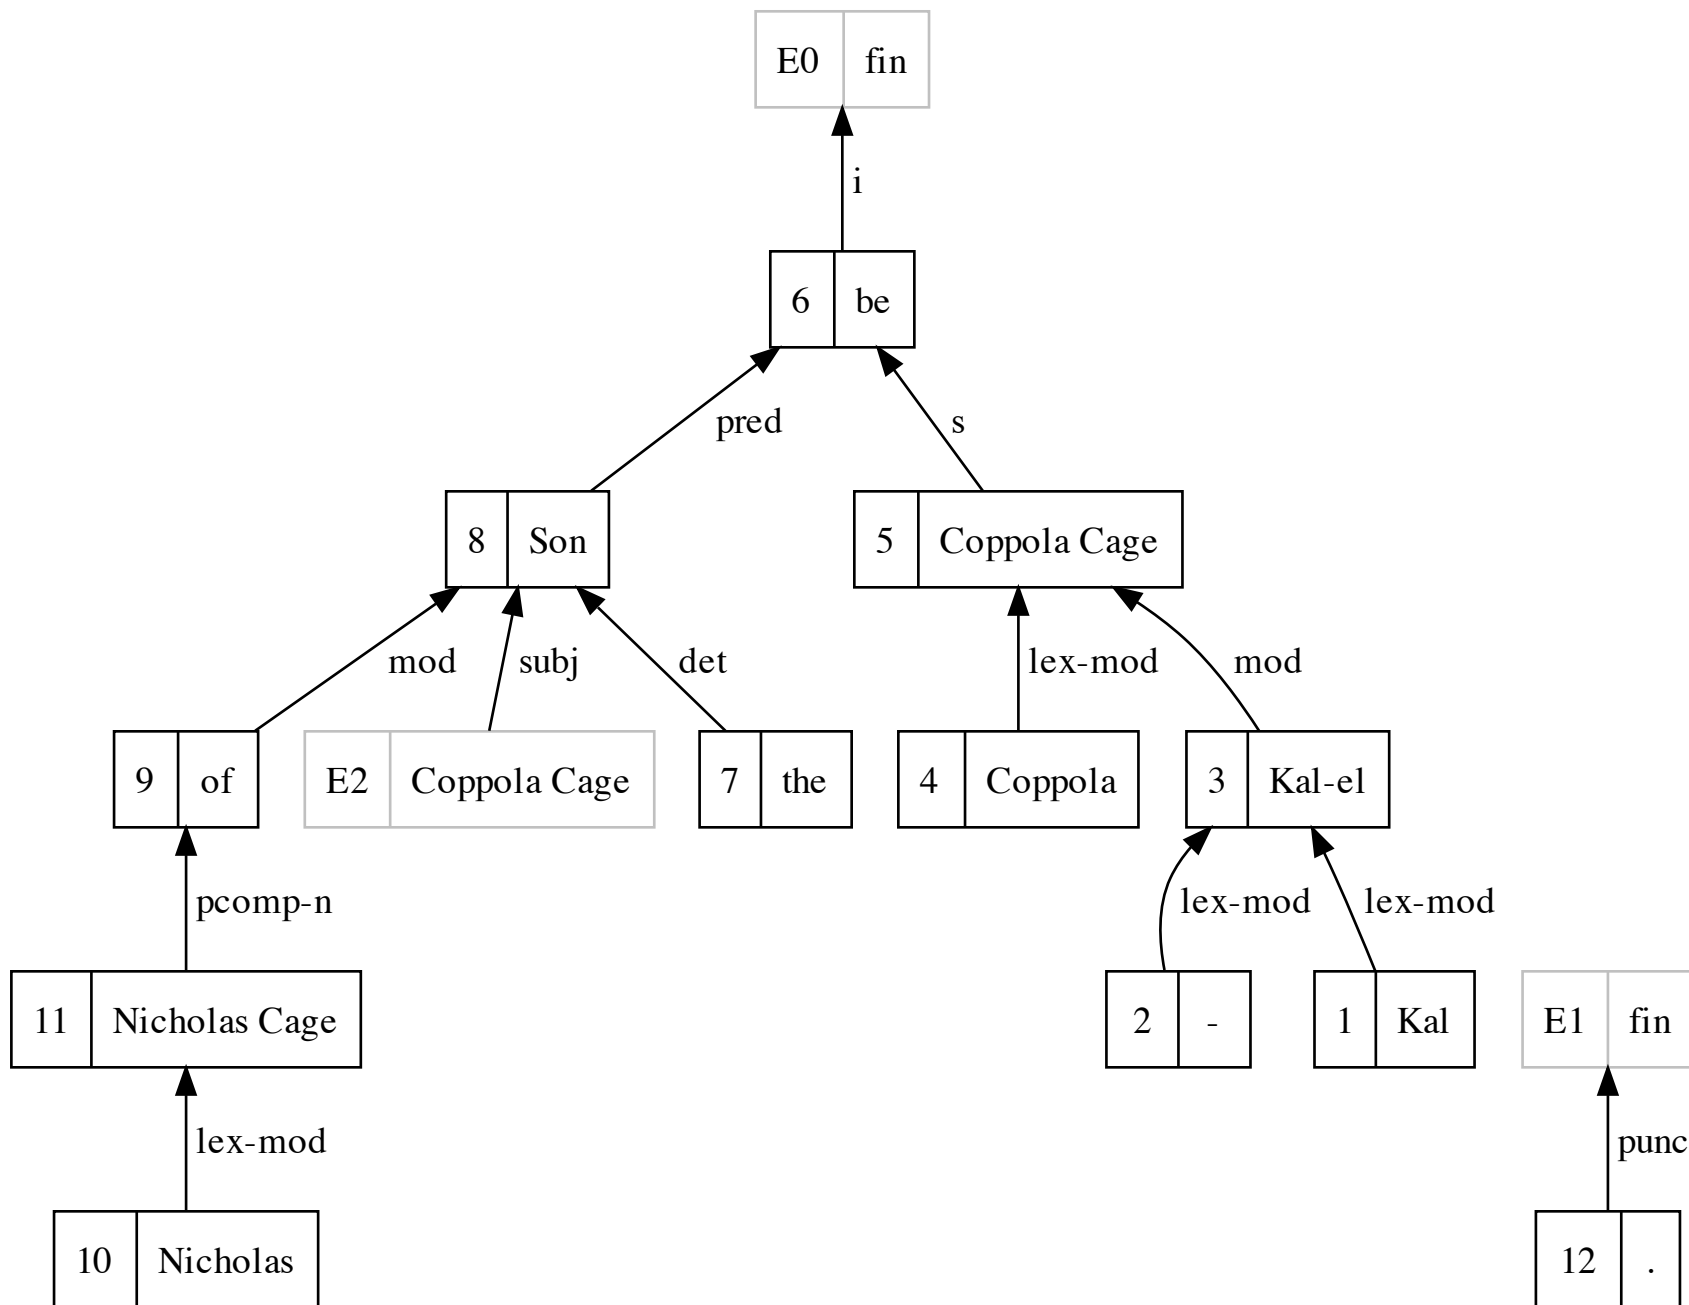 E0 fin
i
6 be
pred s
8 Son 5 Coppola Cage
mod subj det lex-mod mod
9 of E2 Coppola Cage 7 the 4 Coppola 3 Kal-el
pcomp-n lex-mod lex-mod
11 Nicholas Cage 2 - 1 Kal E1 fin
lex-mod punc
10 Nicholas 12 .